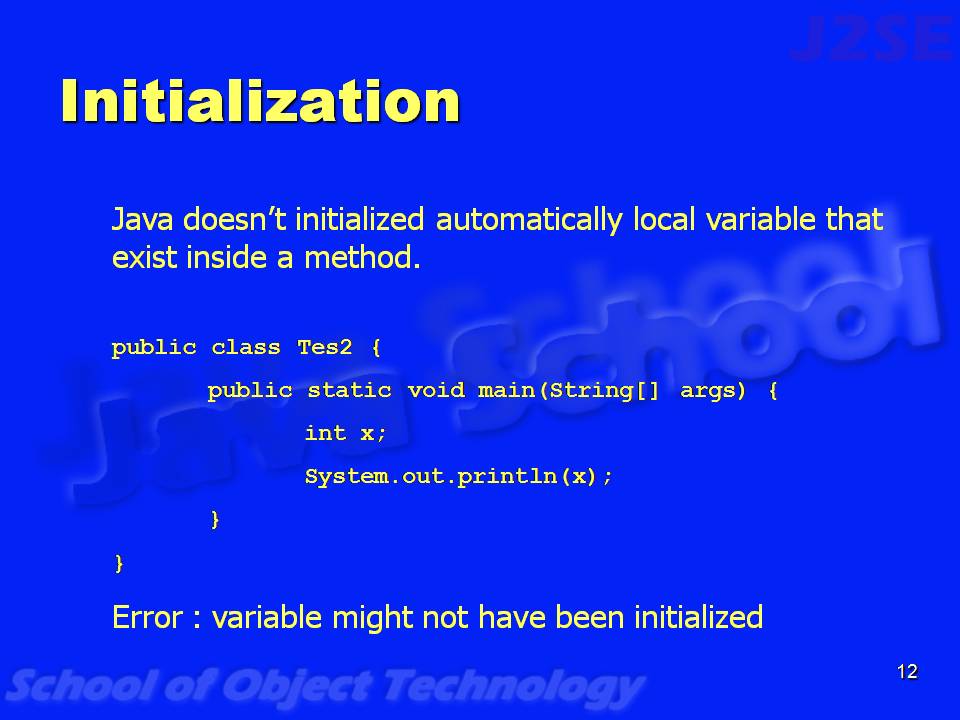 J2SE
Initialization
Java doesn’t initialized automatically local variable that
exist inside a method.
Java School
public class Tes2 {
public static void main(String[] args) {
int x;
System.out.println(x);
}
}
Error : variable might not have been initialized
School of Object Technology
12